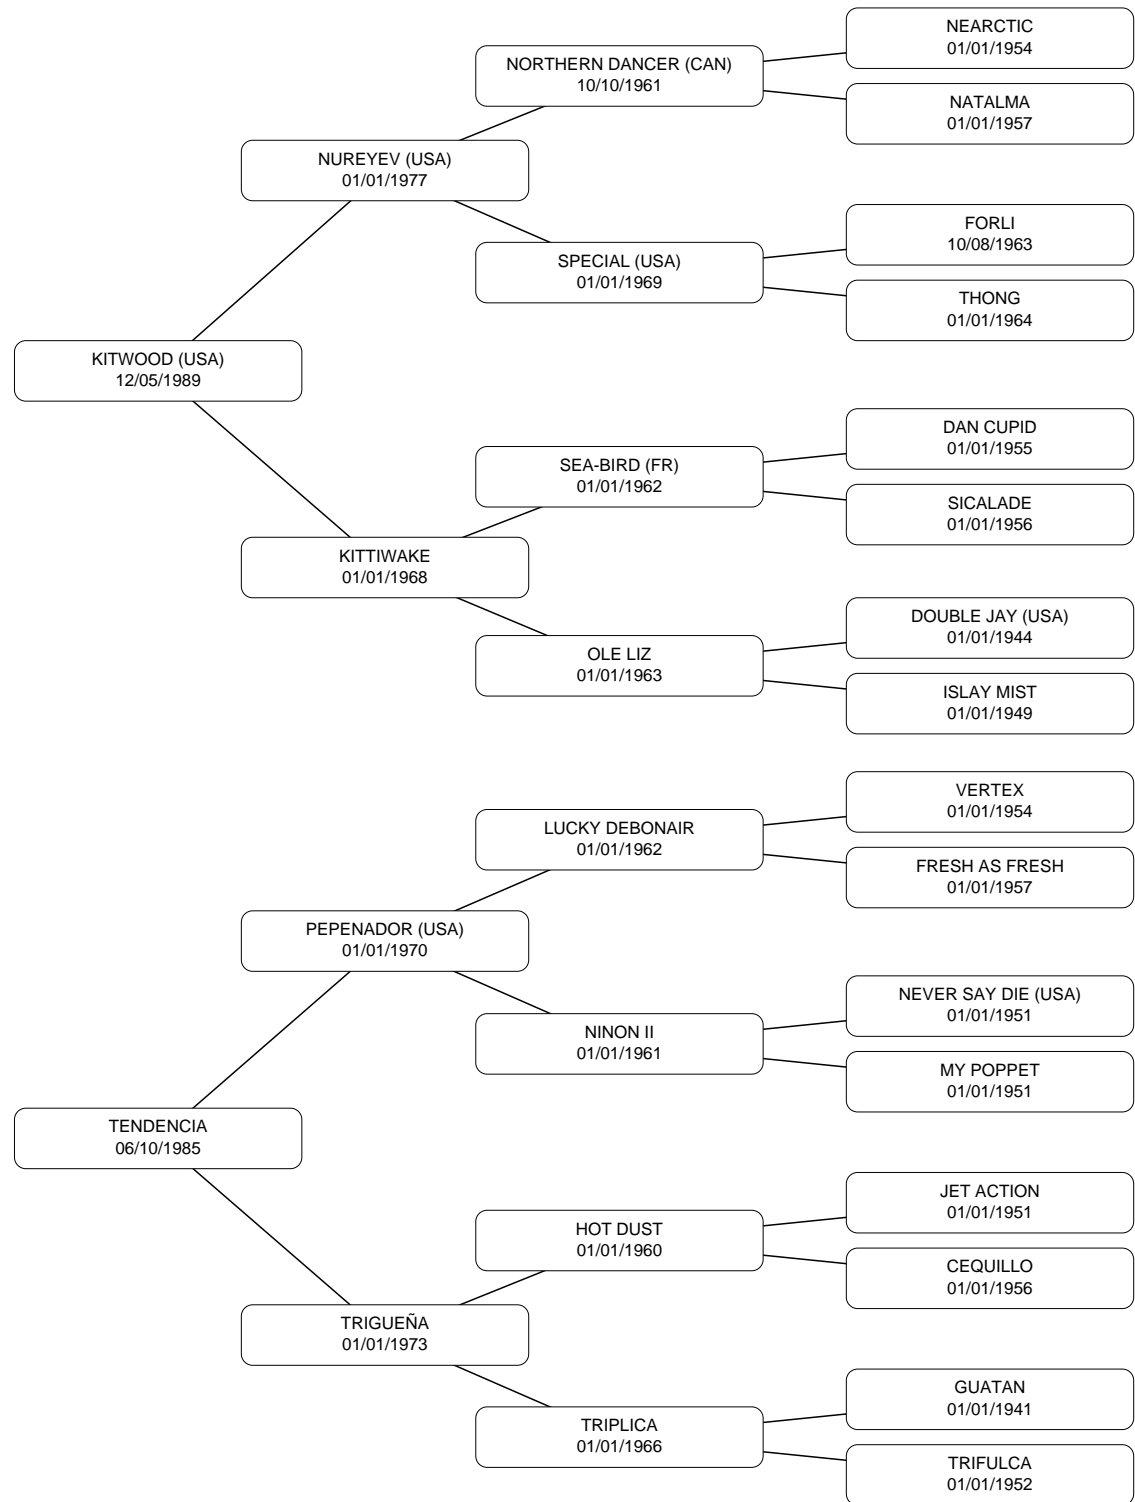 NEARCTIC
01/01/1954
NORTHERN DANCER (CAN)
10/10/1961
NATALMA
01/01/1957
NUREYEV (USA)
01/01/1977
FORLI
10/08/1963
SPECIAL (USA)
01/01/1969
THONG
01/01/1964
KITWOOD (USA)
12/05/1989
DAN CUPID
01/01/1955
SEA-BIRD (FR)
01/01/1962
SICALADE
01/01/1956
KITTIWAKE
01/01/1968
DOUBLE JAY (USA)
01/01/1944
OLE LIZ
01/01/1963
ISLAY MIST
01/01/1949
VERTEX
01/01/1954
LUCKY DEBONAIR
01/01/1962
FRESH AS FRESH
01/01/1957
PEPENADOR (USA)
01/01/1970
NEVER SAY DIE (USA)
01/01/1951
NINON II
01/01/1961
MY POPPET
01/01/1951
TENDENCIA
06/10/1985
JET ACTION
01/01/1951
HOT DUST
01/01/1960
CEQUILLO
01/01/1956
TRIGUEÑA
01/01/1973
GUATAN
01/01/1941
TRIPLICA
01/01/1966
TRIFULCA
01/01/1952